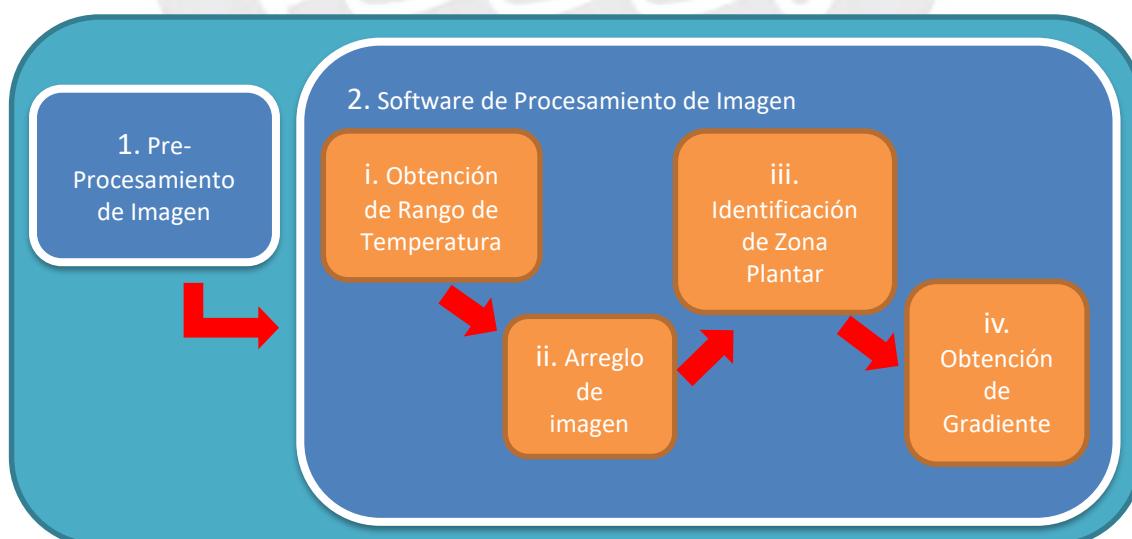 1. Pre-
Procesamiento
de Imagen
2. Software de Procesamiento de Imagen
i. Obtención
de Rango de
Temperatura
ii. Arreglo
de
imagen
iii.
Identificación
de Zona
Plantar
iv.
Obtención
de
Gradiente